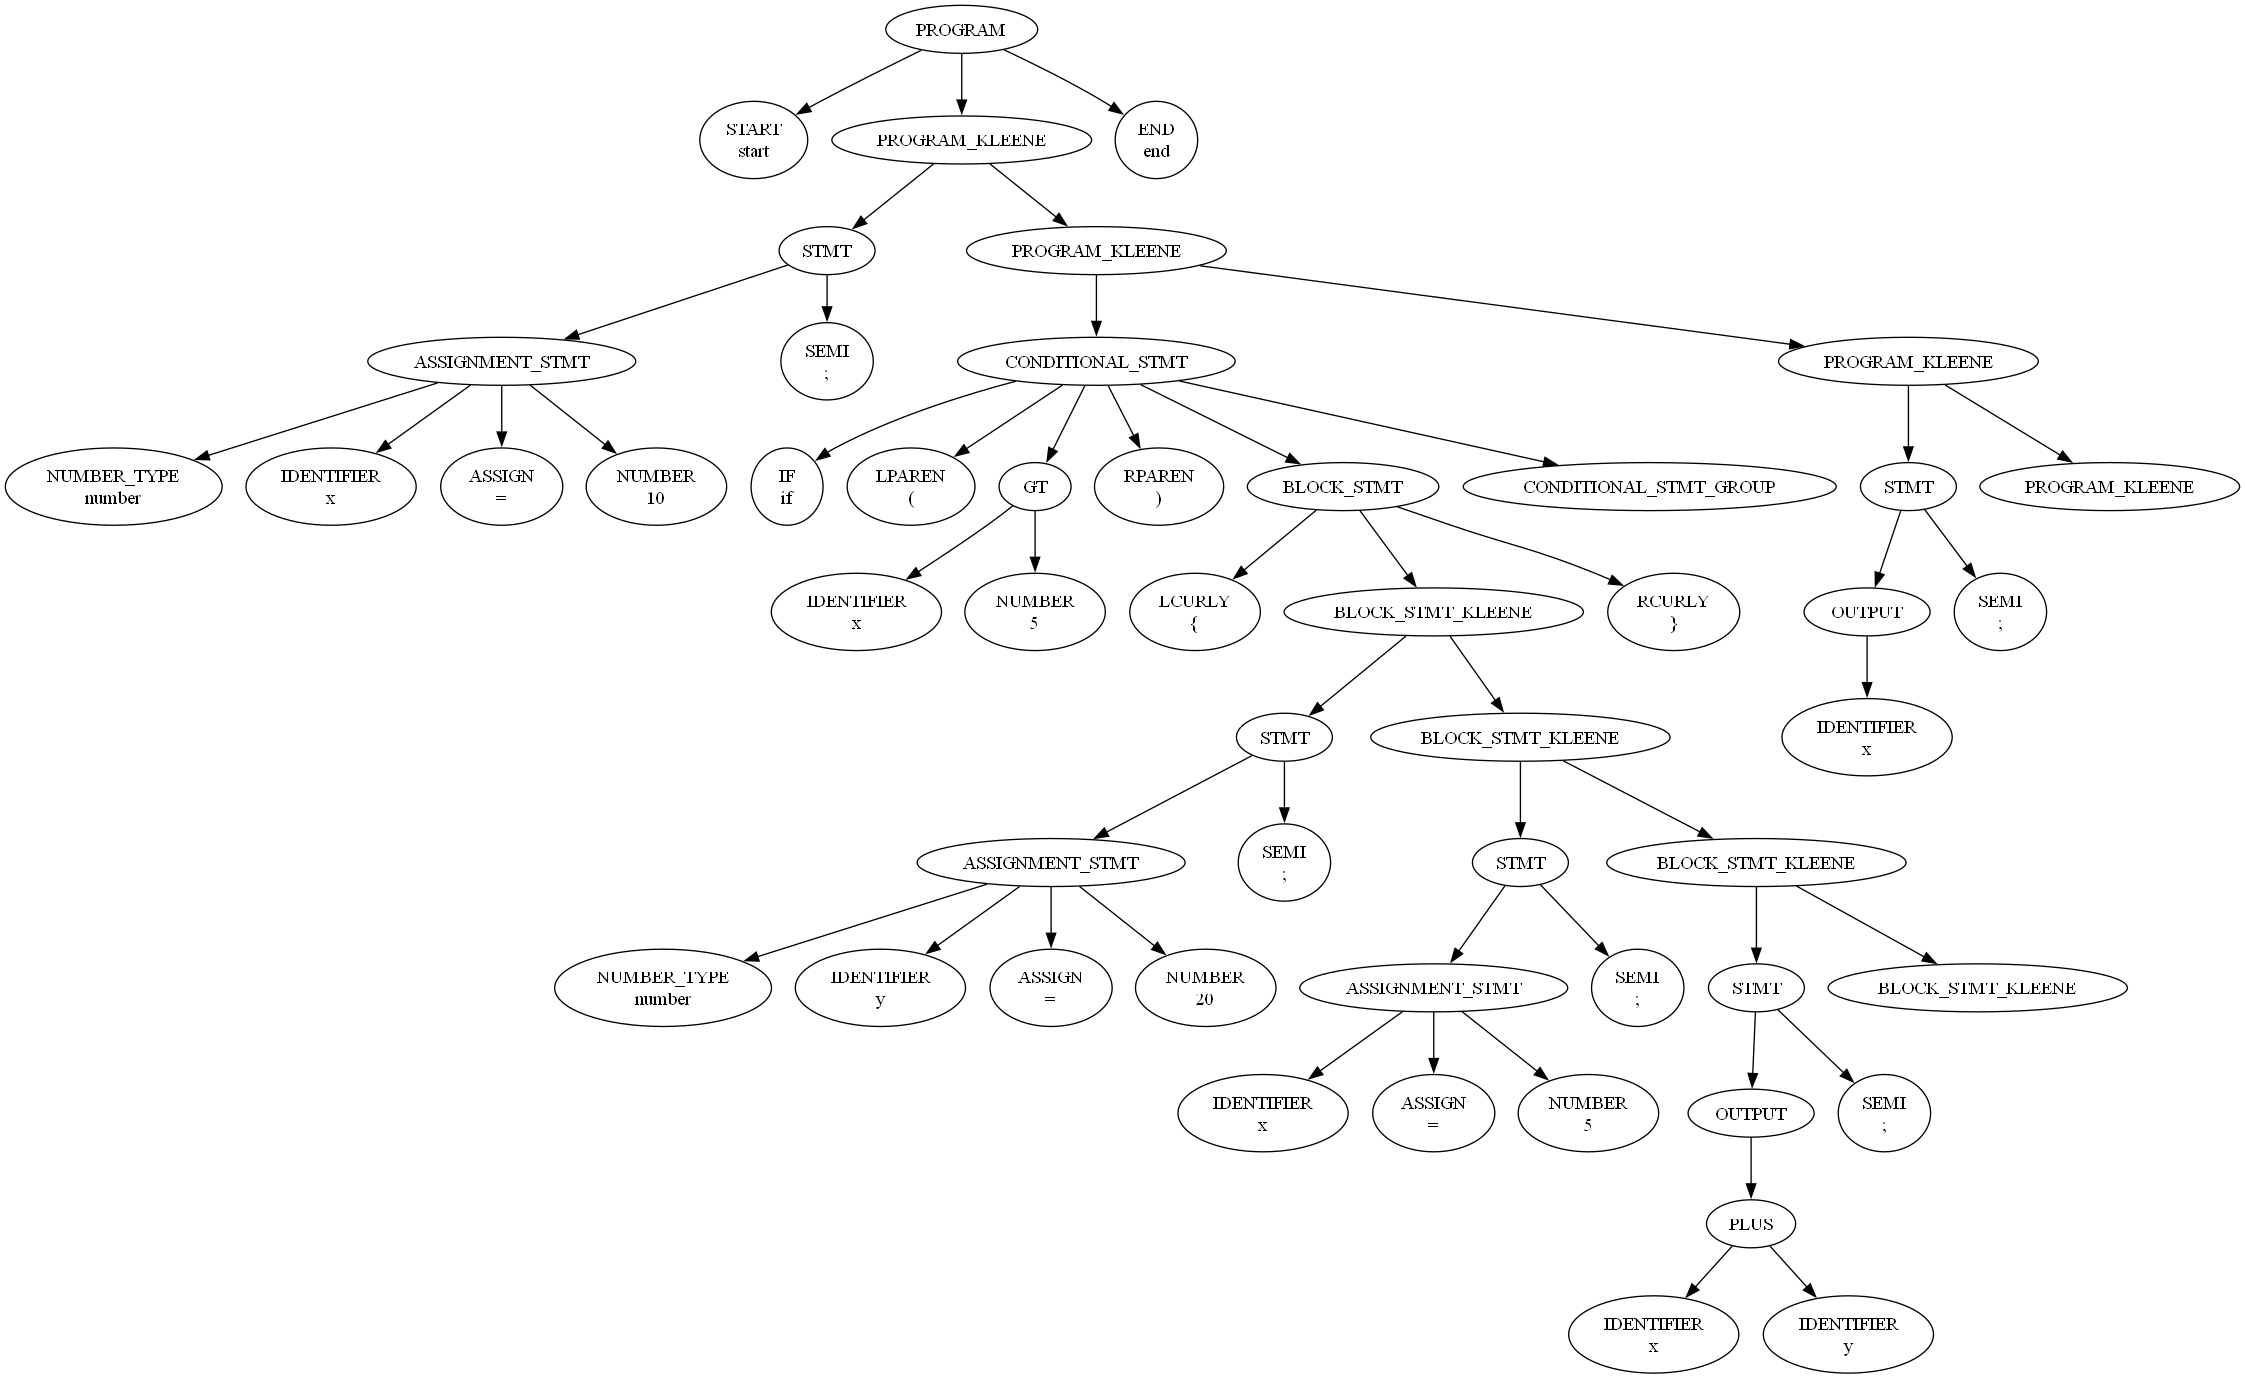 PROGRAM
START
start
PROGRAM_KLEENE
END
end
STMT
PROGRAM_KLEENE
ASSIGNMENT_STMT
SEMI
;
CONDITIONAL_STMT
PROGRAM_KLEENE
NUMBER_TYPE
number
IDENTIFIER
x
ASSIGN
=
NUMBER
10
IF
if
LPAREN
(
GT
RPAREN
)
BLOCK_STMT
CONDITIONAL_STMT_GROUP
STMT
PROGRAM_KLEENE
IDENTIFIER
x
NUMBER
5
LCURLY
{
BLOCK_STMT_KLEENE
RCURLY
}
OUTPUT
SEMI
;
STMT
BLOCK_STMT_KLEENE
IDENTIFIER
x
ASSIGNMENT_STMT
SEMI
;
STMT
BLOCK_STMT_KLEENE
NUMBER_TYPE
number
IDENTIFIER
y
ASSIGN
=
NUMBER
20
ASSIGNMENT_STMT
SEMI
;
STMT
BLOCK_STMT_KLEENE
IDENTIFIER
x
ASSIGN
=
NUMBER
5
OUTPUT
SEMI
;
PLUS
IDENTIFIER
x
IDENTIFIER
y